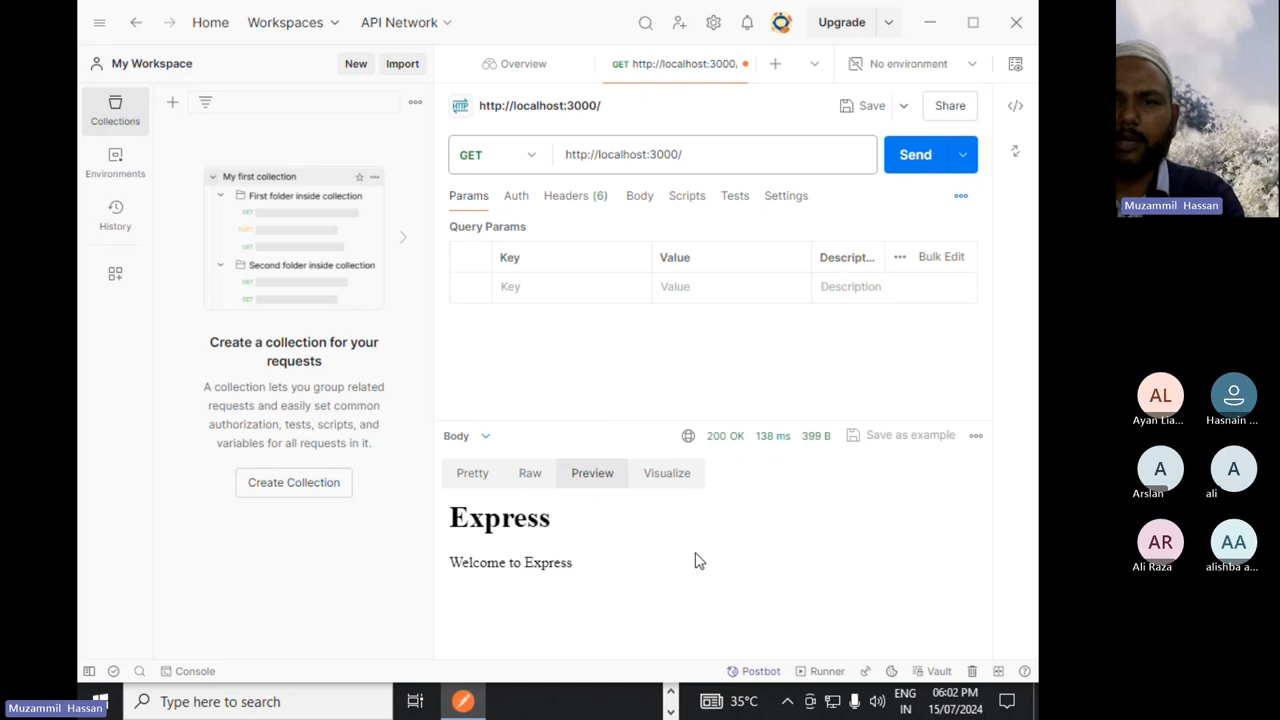 Home
Workspaces
API Network
Upgrade
My Workspace
New
Import
Overview
GET http://localhost:3000/
No environment
Collections
Environments
History
My first collection
First folder inside collection
GET
POST
GET
Second folder inside collection
GET
GET
Create a collection for your
requests
A collection lets you group related
requests and easily set common
authorization, tests, scripts, and
variables for all requests in it.
Create Collection
HTTP
http://localhost:3000/
Save
Share
GET
http://localhost:3000/
Send
Params
Auth
Headers (6)
Body
Scripts
Tests
Settings
Query Params
Key
Value
Descript...
Bulk Edit
Key
Value
Description
Body
200 OK
138 ms
399 B
Save as example
Pretty
Raw
Preview
Visualize
Express
Welcome to Express
Console
Postbot
Runner
Vault
Type here to search
35°C
ENG
IN
06:02 PM
15/07/2024
Muzammil Hassan
Muzammil Hassan
AL
Ayan Lia...
Hasnain ...
A
Arslan
A
ali
AR
Ali Raza
AA
alishba a...